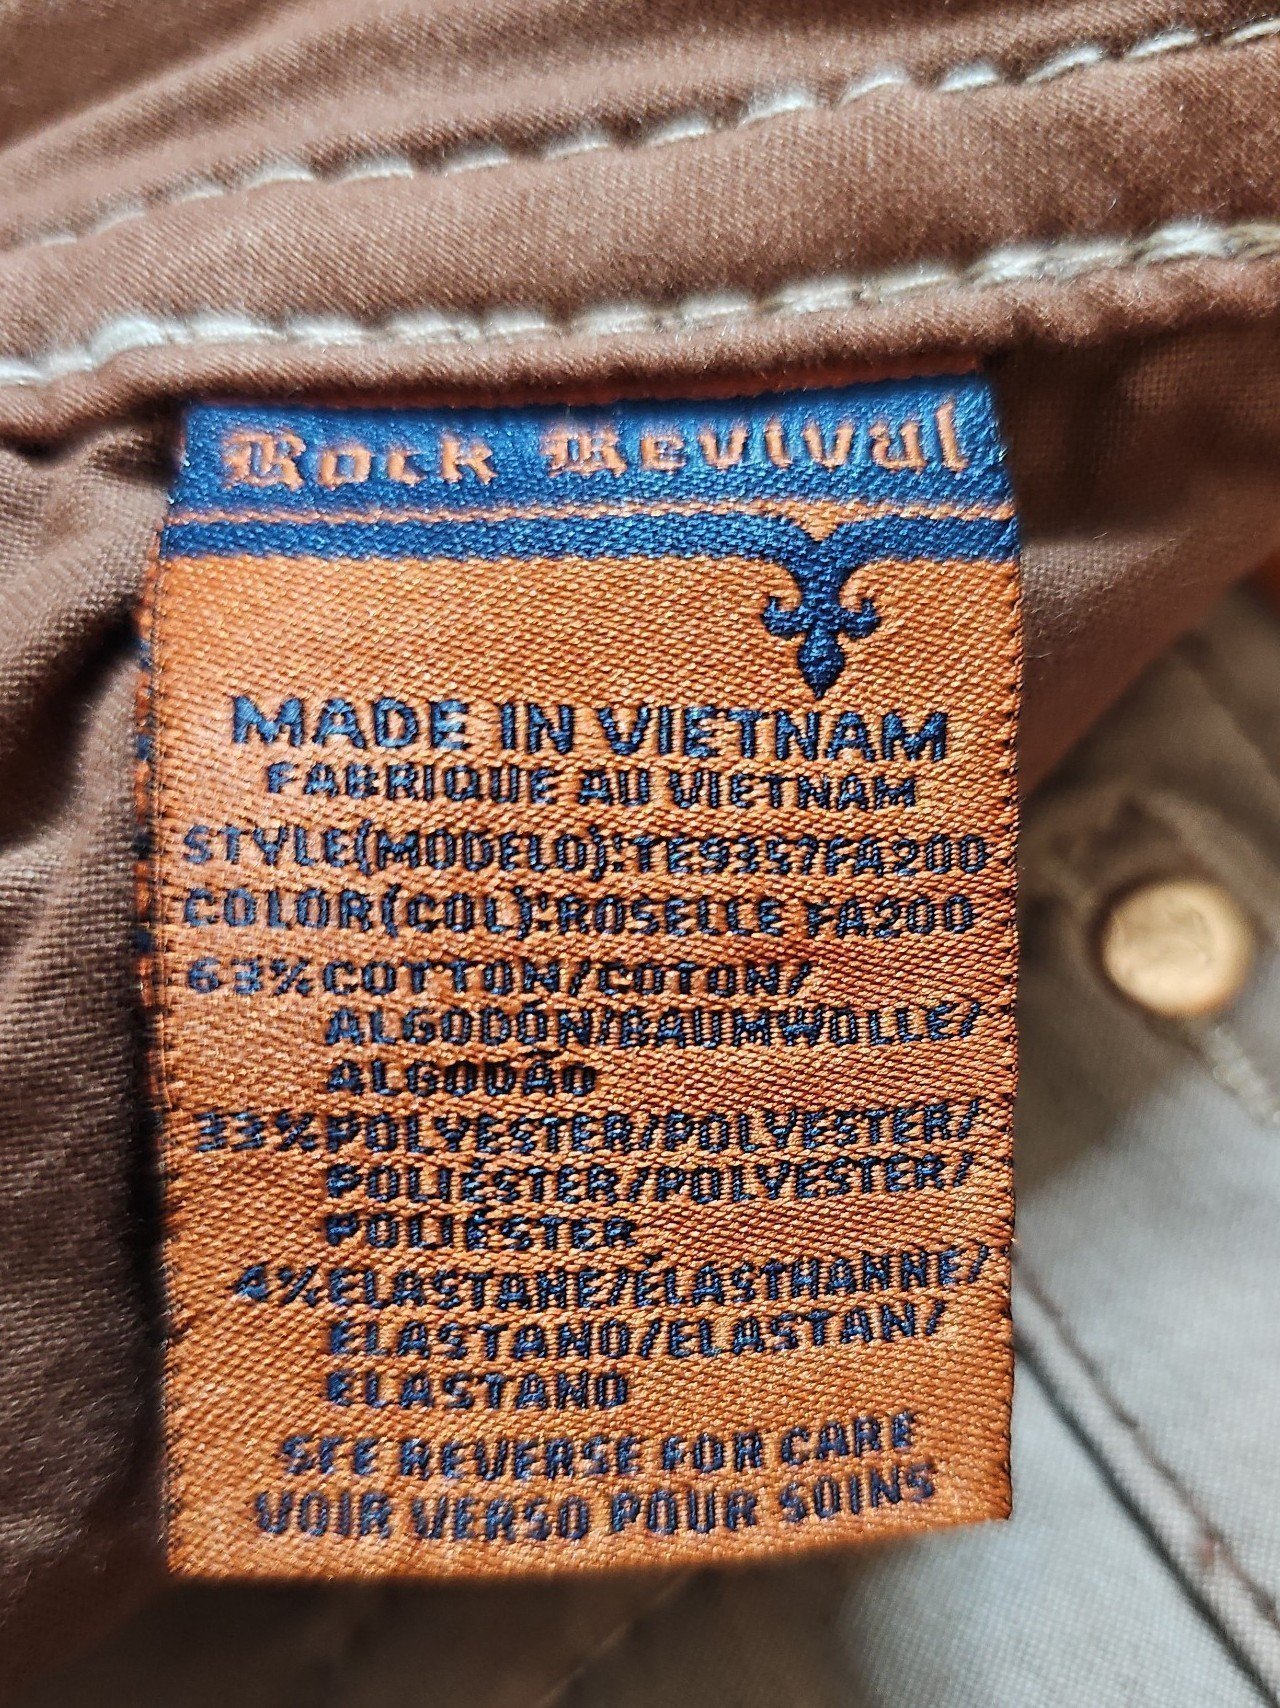 Rock Revival
MADE IN VIETNAM
FABRIQUE AU VIETNAM
STYLE(MODELO):TE9357FA200
COLOR(COL):ROSELLE FA200
63%COTTON/COTON/
ALGODÓN/BAUMWOLLE/
ALGODÃO
33%POLYESTER/POLYESTER/
POLIÉSTER/POLYESTER/
POLIÉSTER
4%ELASTANE/ÉLASTHANNE/
ELASTANO/ELASTAN/
ELASTANO
SEE REVERSE FOR CARE
VOIR VERSO POUR SOINS